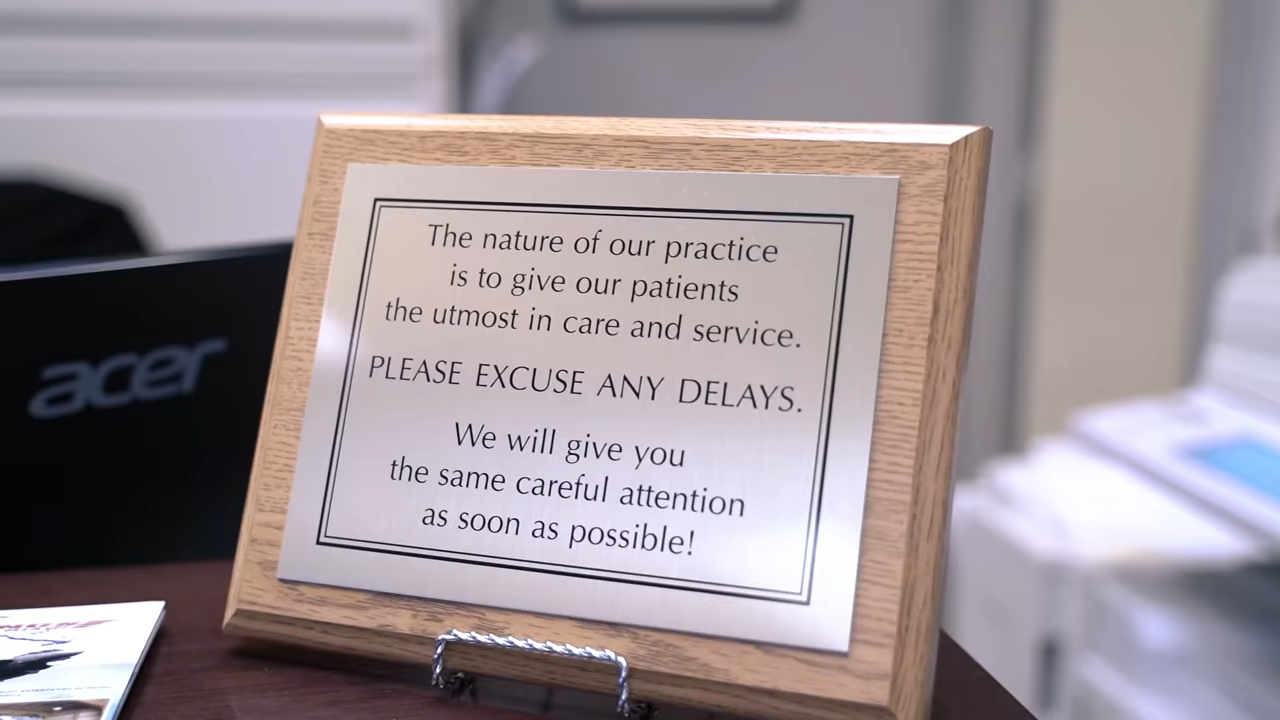 The nature of our practice
is to give our patients
the utmost in care and service.
PLEASE EXCUSE ANY DELAYS.
We will give you
the same careful attention
as soon as possible!
acer